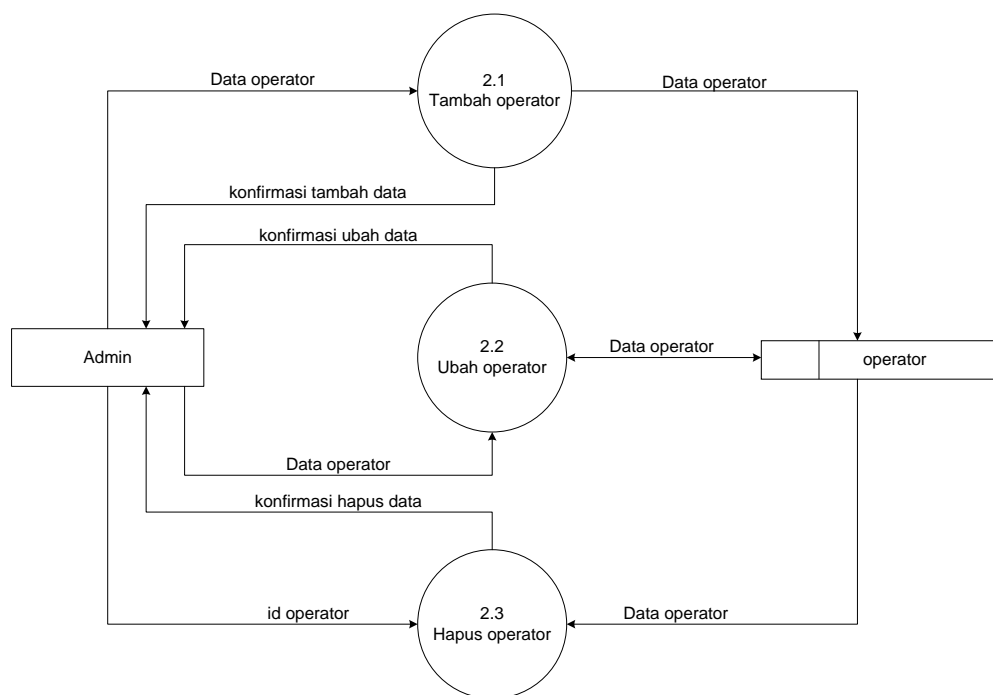 Data operator
2.1
Tambah operator
Data operator
konfirmasi tambah data
konfirmasi ubah data
Admin
2.2
Ubah operator
Data operator
operator
Data operator
konfirmasi hapus data
id operator
2.3
Hapus operator
Data operator